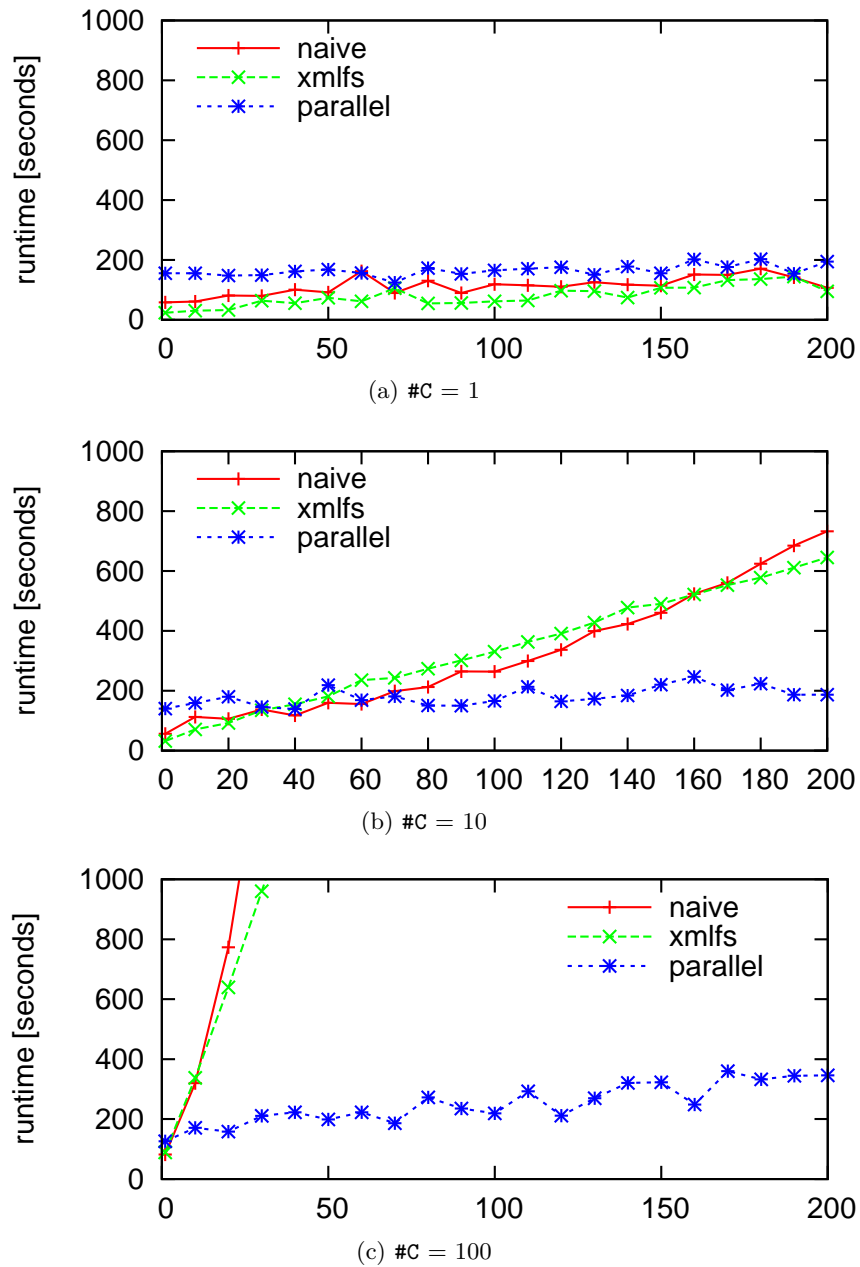 1000
800
600
400
200
0
runtime [seconds]
naive
xmlfs
parallel
0 50 100 150 200
(a) #C = 1
1000
800
600
400
200
0
runtime [seconds]
naive
xmlfs
parallel
0 20 40 60 80 100 120 140 160 180 200
(b) #C = 10
1000
800
600
400
200
0
runtime [seconds]
naive
xmlfs
parallel
0 50 100 150 200
(c) #C = 100